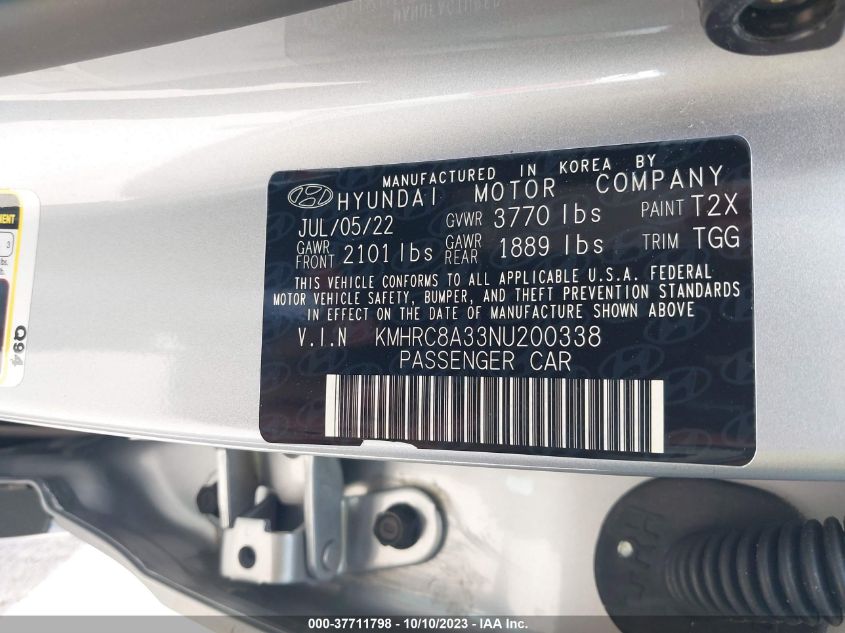 MANUFACTURED IN KOREA BY
HYUNDAI MOTOR COMPANY
JUL/05/22 GVWR 3770 lbs PAINT T2X
GAWR FRONT 2101 lbs GAWR REAR 1889 lbs TRIM TGG
THIS VEHICLE CONFORMS TO ALL APPLICABLE U.S.A. FEDERAL
MOTOR VEHICLE SAFETY, BUMPER, AND THEFT PREVENTION STANDARDS
IN EFFECT ON THE DATE OF MANUFACTURE SHOWN ABOVE
V.I.N KMHRC8A33NU200338
PASSENGER CAR
Q94
HRH
000-37711798 - 10/10/2023 - IAA Inc.